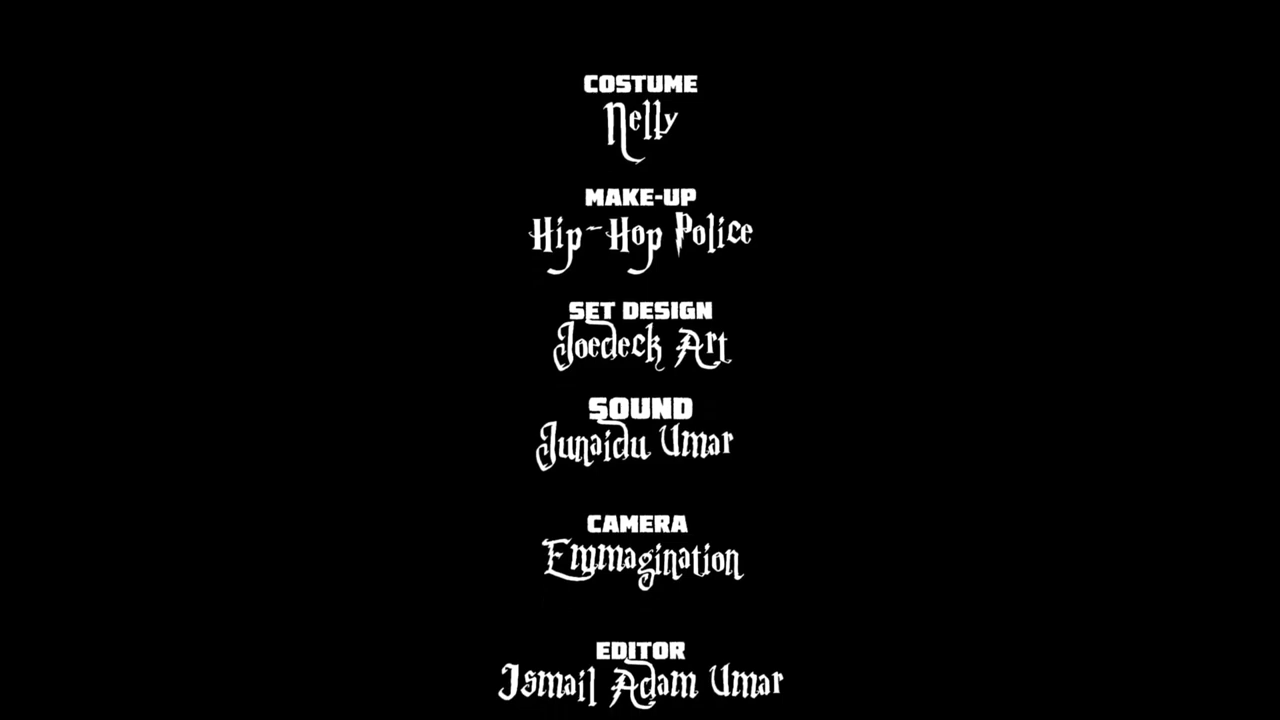 COSTUME
Nelly
MAKE-UP
Hip-Hop Police
SET DESIGN
Joedeck Art
SOUND
Junaidu Umar
CAMERA
Emmagination
EDITOR
Ismail Adam Umar